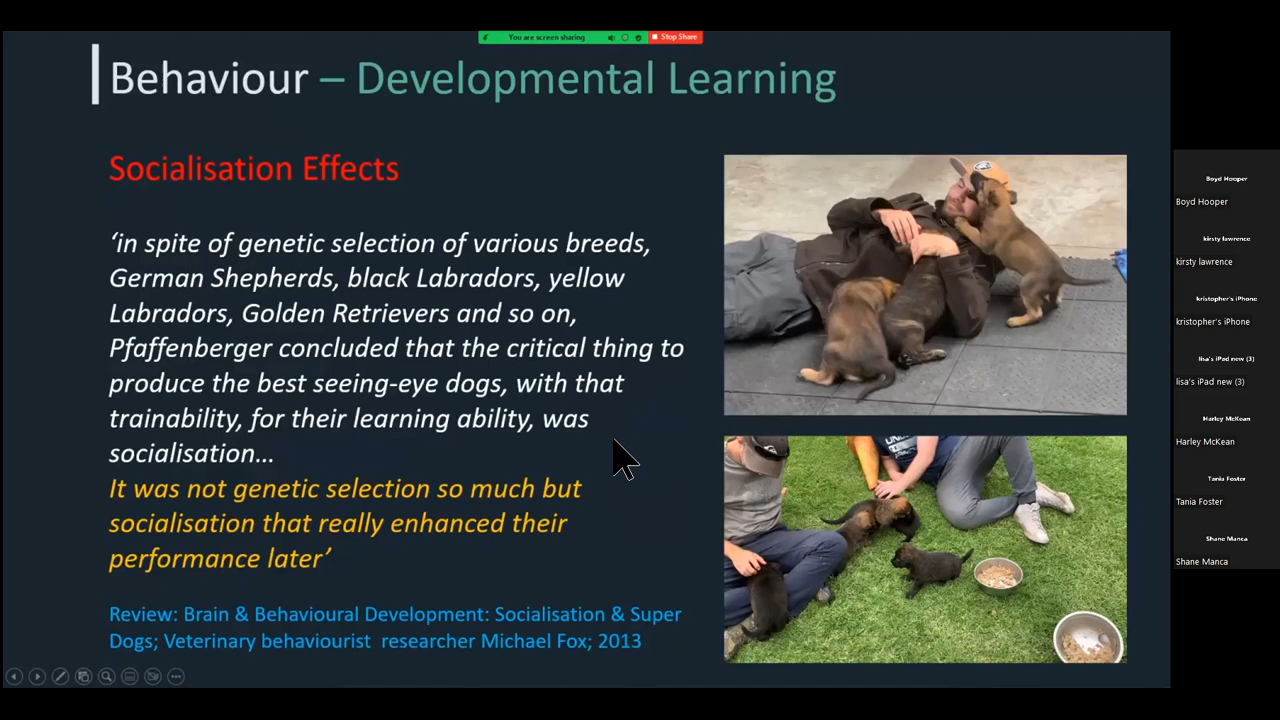 You are screen sharing
Stop Share
Behaviour – Developmental Learning
Socialisation Effects
‘in spite of genetic selection of various breeds,
German Shepherds, black Labradors, yellow
Labradors, Golden Retrievers and so on,
Pfaffenberger concluded that the critical thing to
produce the best seeing-eye dogs, with that
trainability, for their learning ability, was
socialisation…
It was not genetic selection so much but
socialisation that really enhanced their
performance later’
Review: Brain & Behavioural Development: Socialisation & Super
Dogs; Veterinary behaviourist researcher Michael Fox; 2013
Boyd Hooper
Boyd Hooper
kirsty lawrence
kirsty lawrence
kristopher's iPhone
kristopher's iPhone
lisa's iPad new (3)
lisa's iPad new (3)
Harley McKean
Harley McKean
Tania Foster
Tania Foster
Shane Manca
Shane Manca